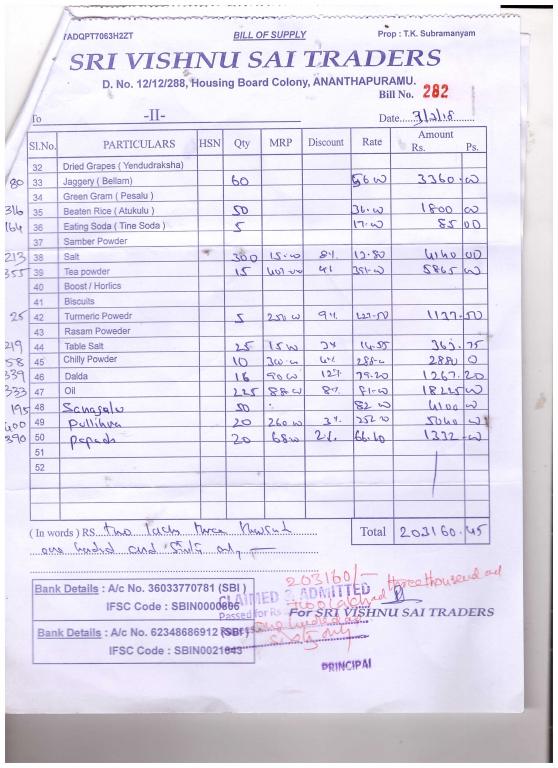 7ADQPT7063H2ZT BILL OF SUPPLY Prop : T.K. Subramanyam
SRI VISHNU SAI TRADERS
D. No. 12/12/288, Housing Board Colony, ANANTHAPURAMU.
Bill No. 282
To -II- Date 7/2/18
Sl.No. PARTICULARS HSN Qty MRP Discount Rate Amount Rs. Ps.
32 Dried Grapes ( Yendudraksha)
80 33 Jaggery ( Bellam) 60 56.00 3360.00
34 Green Gram ( Pesalu )
316 35 Beaten Rice ( Atukulu ) 50 36.00 1800 00
164 36 Eating Soda ( Tine Soda ) 5 17.00 85 00
37 Samber Powder
213 38 Salt 300 15.00 8% 13.80 4140 00
355 39 Tea powder 15 407.00 4% 391.00 5865 00
40 Boost / Horlics
41 Biscuits
25 42 Turmeric Powedr 5 250 00 9% 227.50 1137.50
43 Rasam Poweder
219 44 Table Salt 25 15 00 3% 14.55 363.75
58 45 Chilly Powder 10 300.00 4% 288.00 2880 0
339 46 Dalda 16 90 00 12% 79.20 1267.20
333 47 Oil 225 88 00 8% 81.00 18225 00
195 48 50 82 00 4100 00
400 49 Pulihara 20 260 00 3% 252.20 5040 00
390 50 Papads 20 68 00 2% 66.60 1332.00
51
52
( In words ) RS. two lacks three thousand Total 203160.45
one hundred and sixty only
Bank Details : A/c No. 36033770781 (SBI )
IFSC Code : SBIN0000806
Bank Details : A/c No. 62348686912 (SBI )
IFSC Code : SBIN0021043
203160/-
CLAIMED & ADMITTED
Passed for Rs two lakhs three thousand and
one hundred and
sixty only
For SRI VISHNU SAI TRADERS
PRINCIPAL